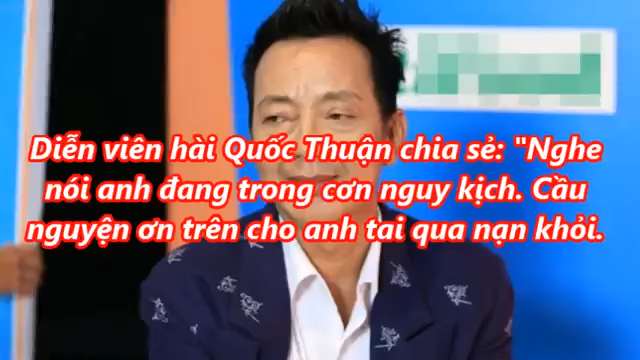 Diễn viên hài Quốc Thuận chia sẻ: "Nghe
nói anh đang trong cơn nguy kịch. Cầu
nguyện ơn trên cho anh tai qua nạn khỏi.